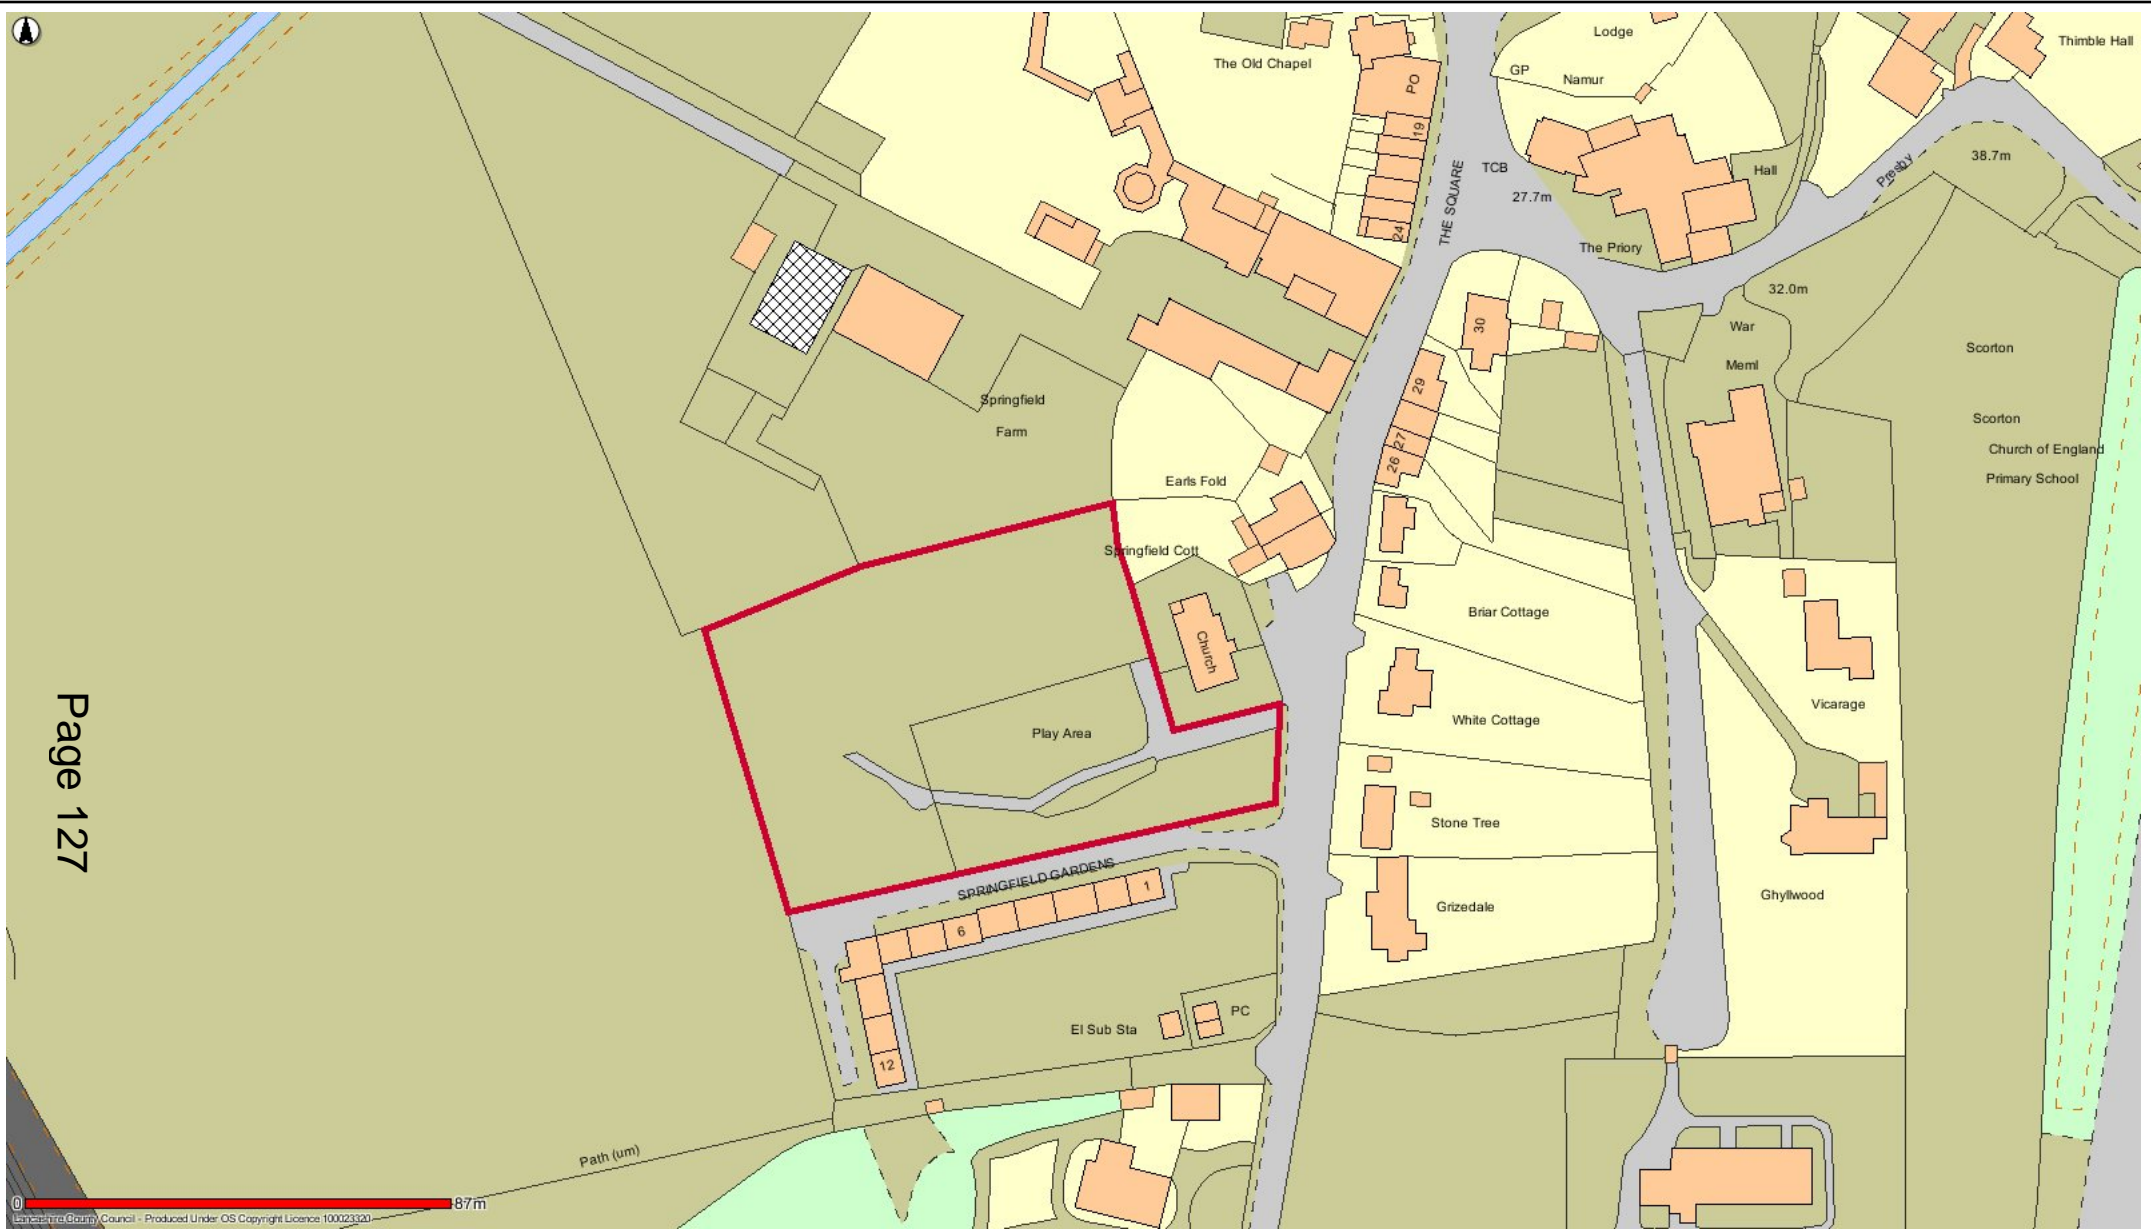 Lodge
Thimble Hall
The Old Chapel
GP
Namur
PO
19
TCB
Hall
Presby
38.7m
THE SQUARE
27.7m
24
The Priory
32.0m
30
War
Meml
Scorton
29
Springfield
Farm
Scorton
Church of England
Primary School
27
26
Earls Fold
Springfield Cott
Briar Cottage
Church
Vicarage
White Cottage
Play Area
Page 127
Stone Tree
SPRINGFIELD GARDENS
1
Ghyllwood
Grizedale
6
PC
El Sub Sta
12
Path (um)
0
87m
Lancashire County Council - Produced Under OS Copyright Licence 100023320